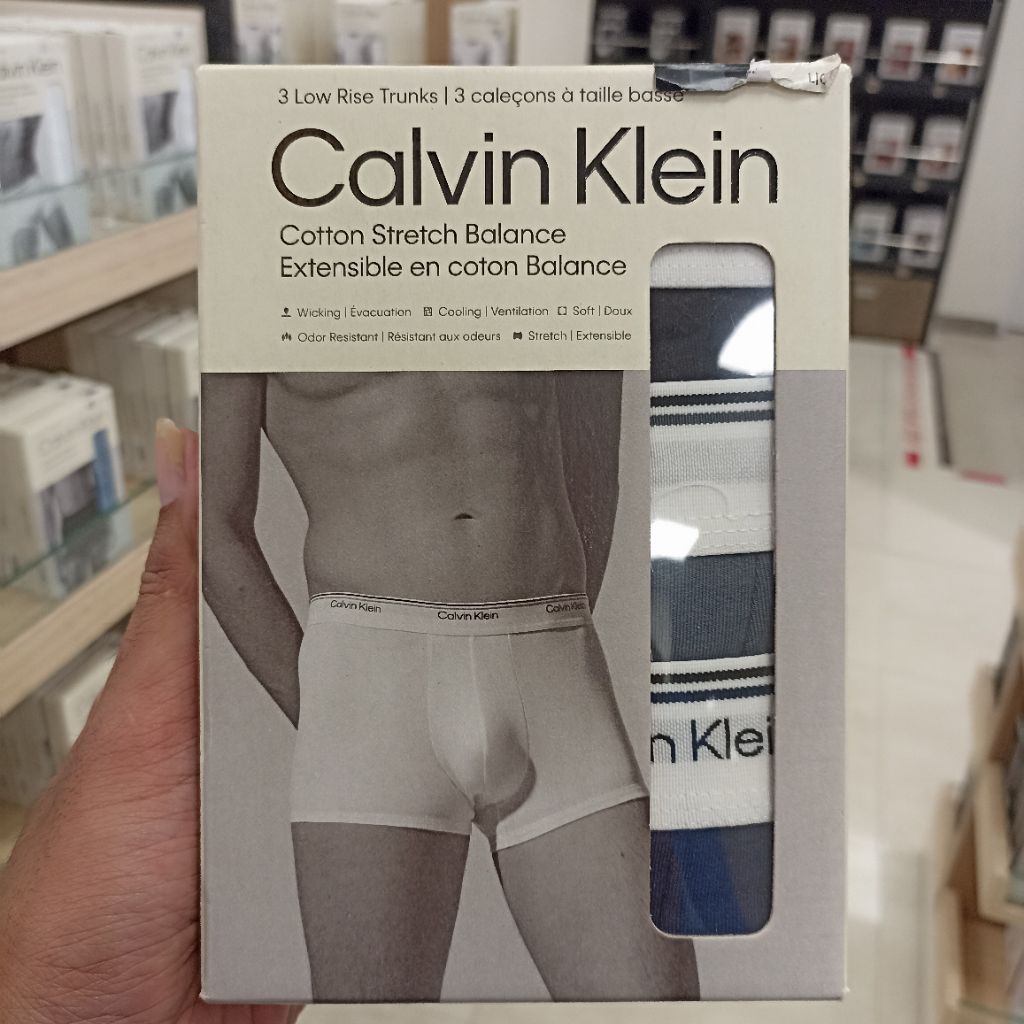 3 Low Rise Trunks | 3 caleçons à taille basse
Calvin Klein
Cotton Stretch Balance
Extensible en coton Balance
Wicking | Évacuation Cooling | Ventilation Soft | Doux
Odor Resistant | Résistant aux odeurs Stretch | Extensible
Calvin Klein Calvin Klein Calvin Klein
n Klei